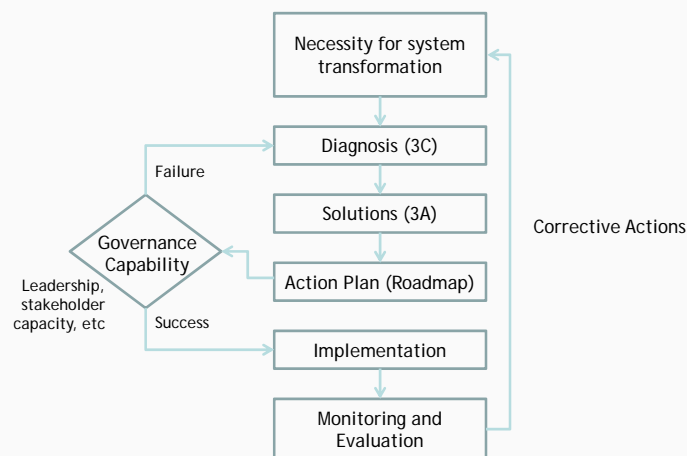 Necessity for system
transformation
Diagnosis (3C)
Failure
Solutions (3A)
Corrective Actions
Governance
Capability
Action Plan (Roadmap)
Leadership,
stakeholder
capacity, etc
Success
Implementation
Monitoring and
Evaluation